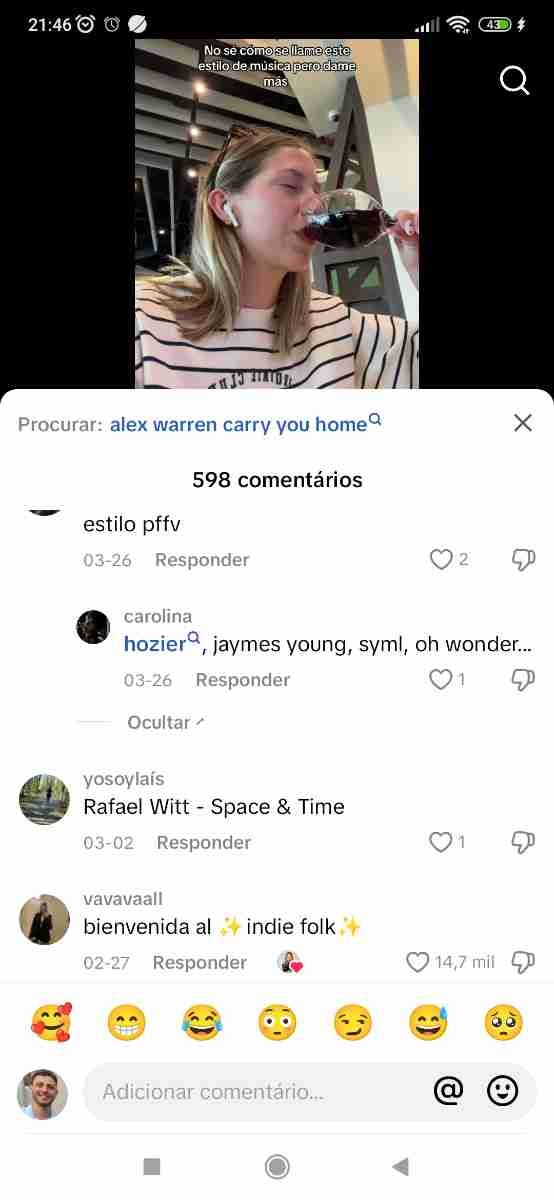 21:46
43
No sé cómo se llame este
estilo de música pero dame
más
Procurar: alex warren carry you home
598 comentários
estilo pffv
03-26 Responder 2
carolina
hozier, jaymes young, syml, oh wonder...
03-26 Responder 1
Ocultar
yosoylaís
Rafael Witt - Space & Time
03-02 Responder 1
vavavaall
bienvenida al ✨indie folk✨
02-27 Responder 14,7 mil
Adicionar comentário... @